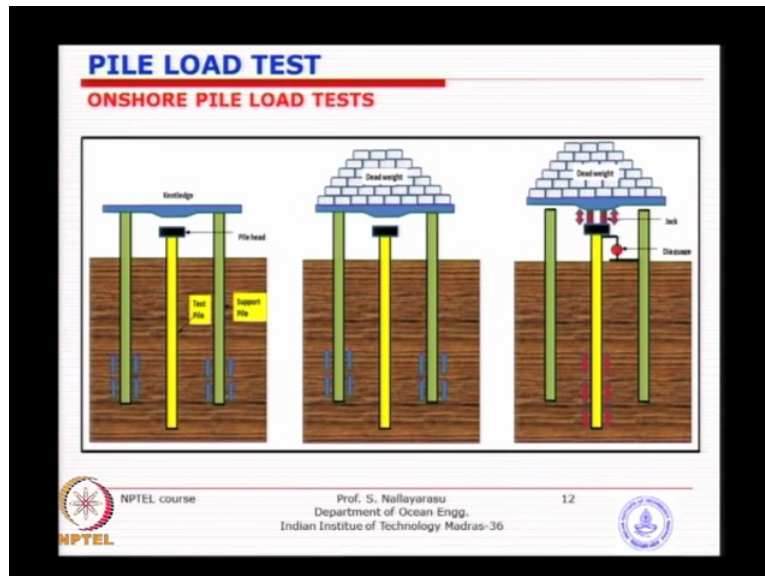 PILE LOAD TEST
ONSHORE PILE LOAD TESTS
Kentledge
Pile head
Test
Pile
Support
Pile
Dead weight
Dead weight
Jack
NPTEL course
Prof. S. Nallayarasu
Department of Ocean Engg.
Indian Institue of Technology Madras-36
12
NPTEL